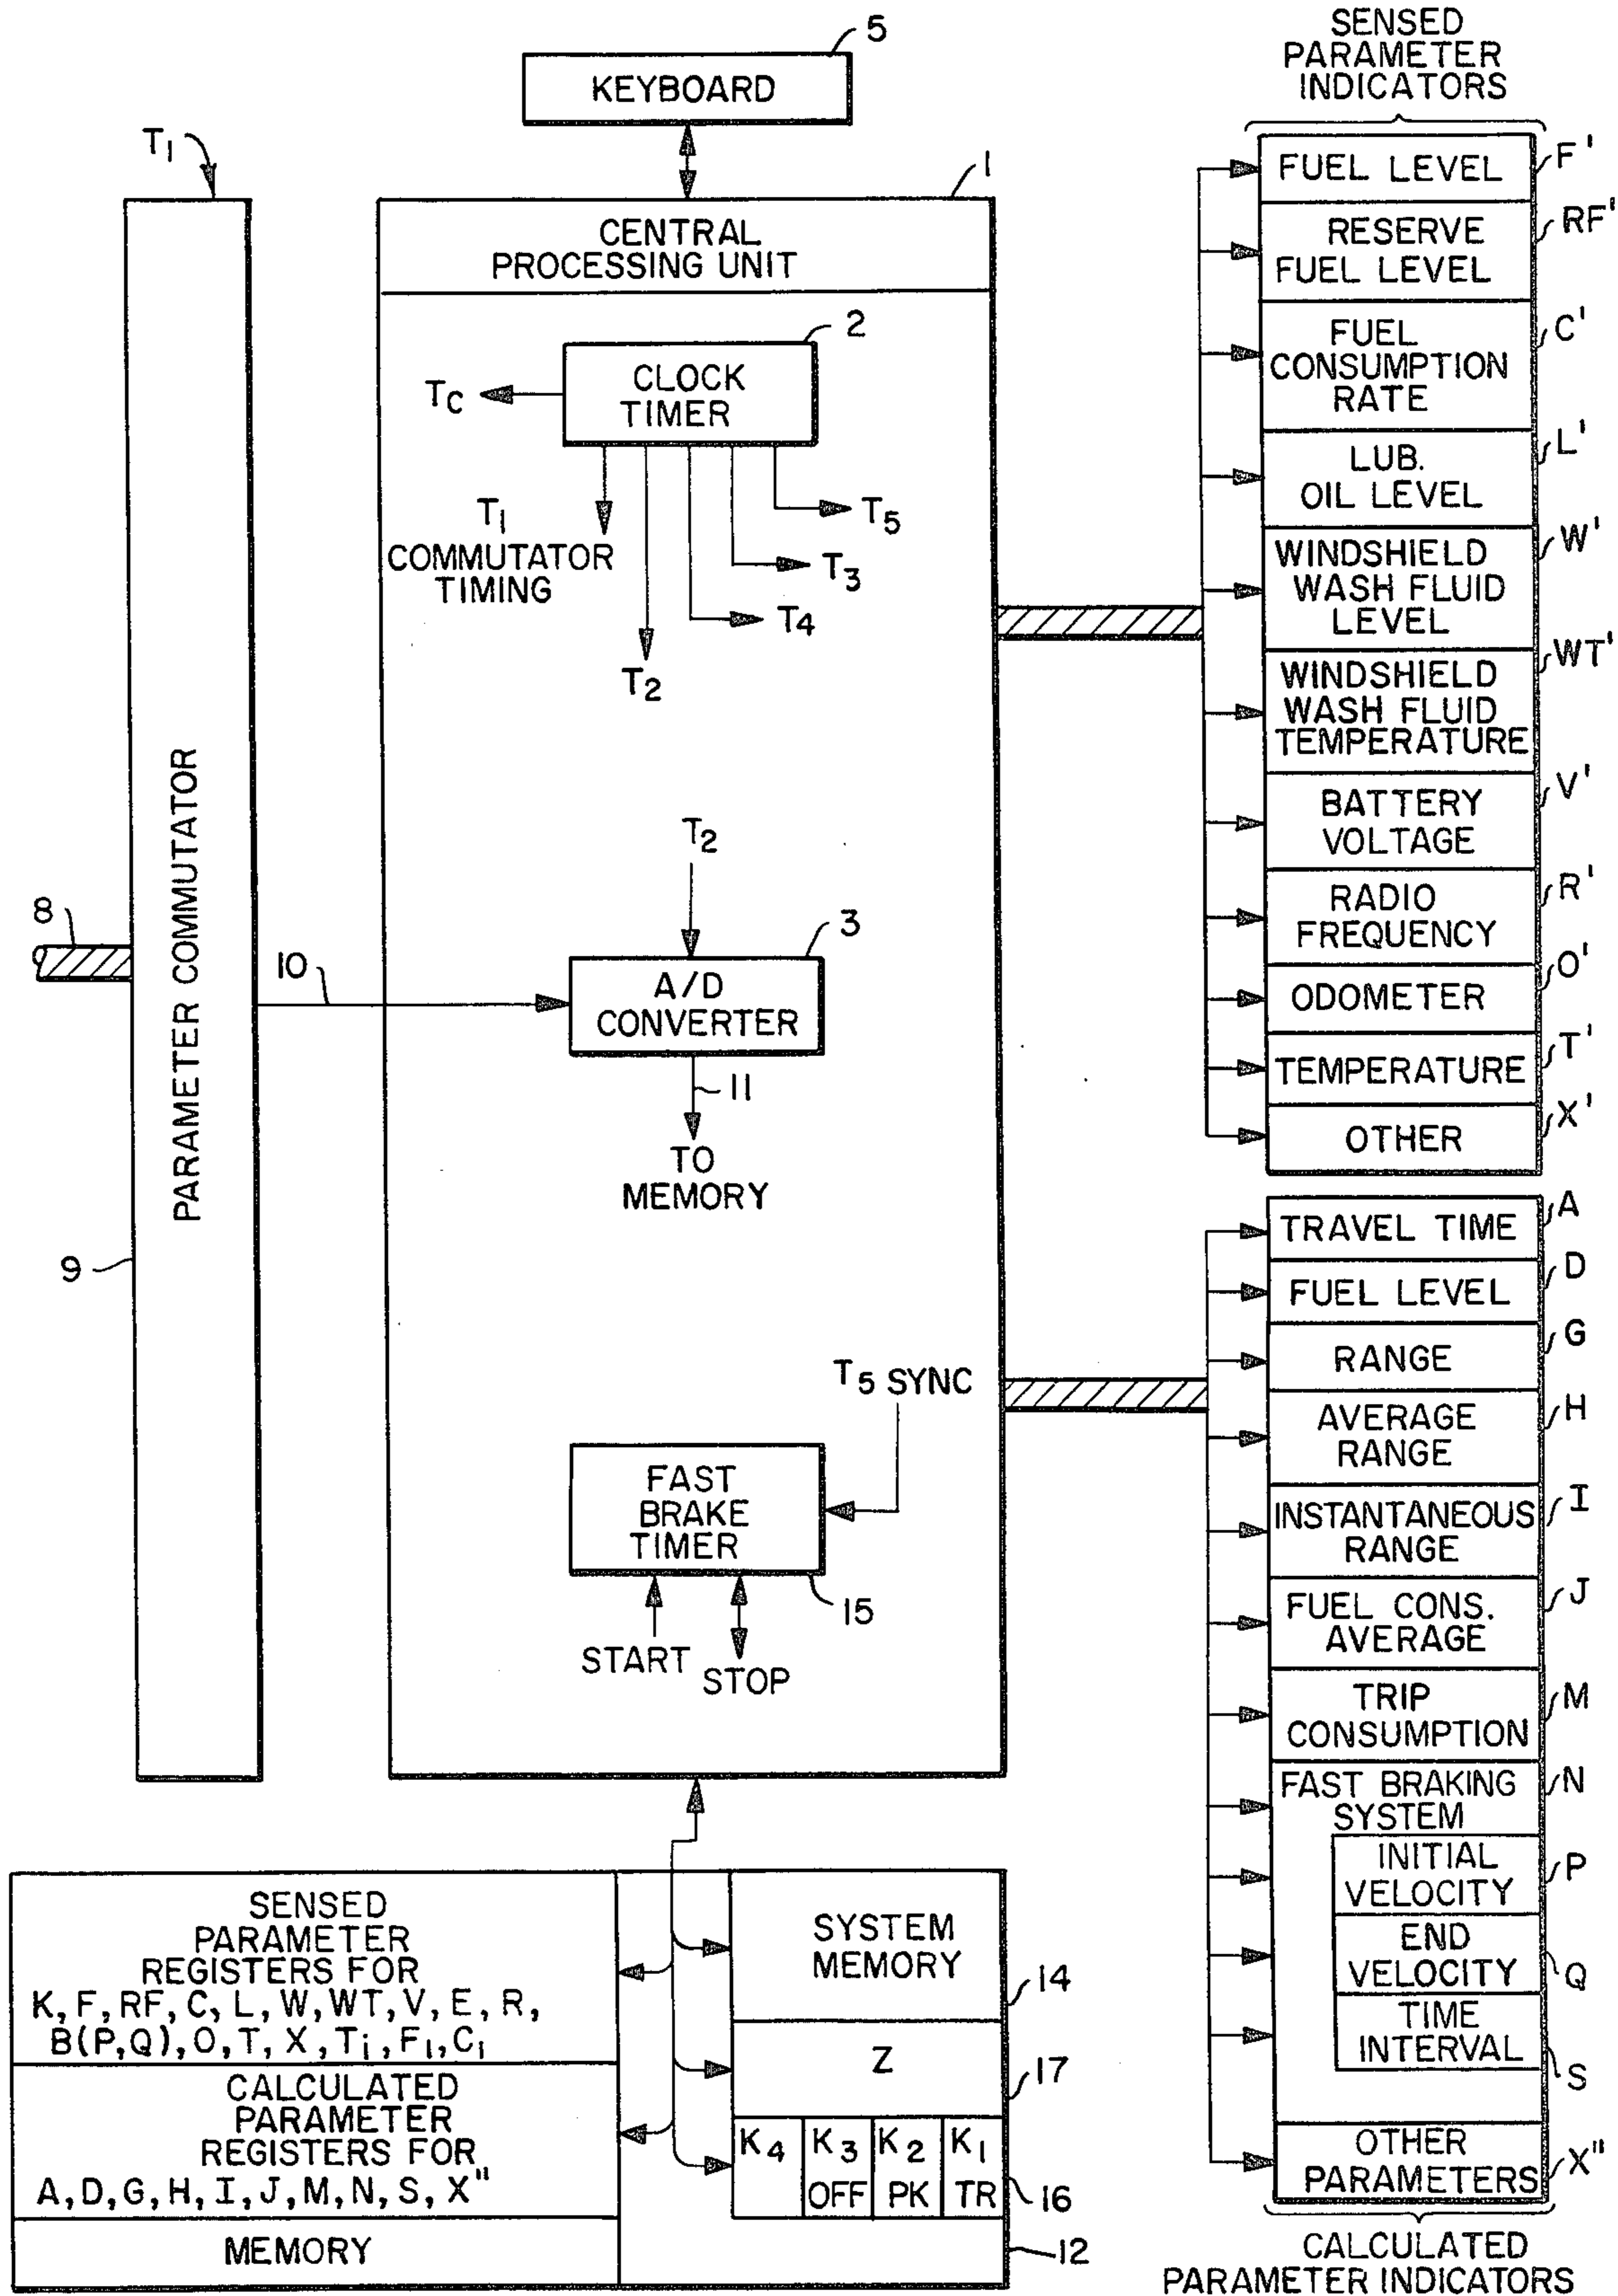 5
KEYBOARD
T1
1
CENTRAL
PROCESSING UNIT
2
CLOCK
TIMER
TC
T1
COMMUTATOR
TIMING
T5
T3
T4
T2
PARAMETER COMMUTATOR
8
T2
3
10
A/D
CONVERTER
11
TO
MEMORY
9
T5 SYNC
FAST
BRAKE
TIMER
15
START
STOP
SENSED
PARAMETER
INDICATORS
FUEL LEVEL
F'
RESERVE
FUEL LEVEL
RF'
FUEL
CONSUMPTION
RATE
C'
LUB.
OIL LEVEL
L'
WINDSHIELD
WASH FLUID
LEVEL
W'
WINDSHIELD
WASH FLUID
TEMPERATURE
WT'
BATTERY
VOLTAGE
V'
RADIO
FREQUENCY
R'
ODOMETER
O'
TEMPERATURE
T'
OTHER
X'
TRAVEL TIME
A
FUEL LEVEL
D
RANGE
G
AVERAGE
RANGE
H
INSTANTANEOUS
RANGE
I
FUEL CONS.
AVERAGE
J
TRIP
CONSUMPTION
M
FAST BRAKING
SYSTEM
N
INITIAL
VELOCITY
P
END
VELOCITY
Q
TIME
INTERVAL
S
OTHER
PARAMETERS
X"
CALCULATED
PARAMETER INDICATORS
SENSED
PARAMETER
REGISTERS FOR
K, F, RF, C, L, W, WT, V, E, R,
B(P,Q), O, T, X, Ti, Fi, Ci
CALCULATED
PARAMETER
REGISTERS FOR
A, D, G, H, I, J, M, N, S, X"
MEMORY
SYSTEM
MEMORY
14
Z
17
K4
K3
OFF
K2
PK
K1
TR
16
12